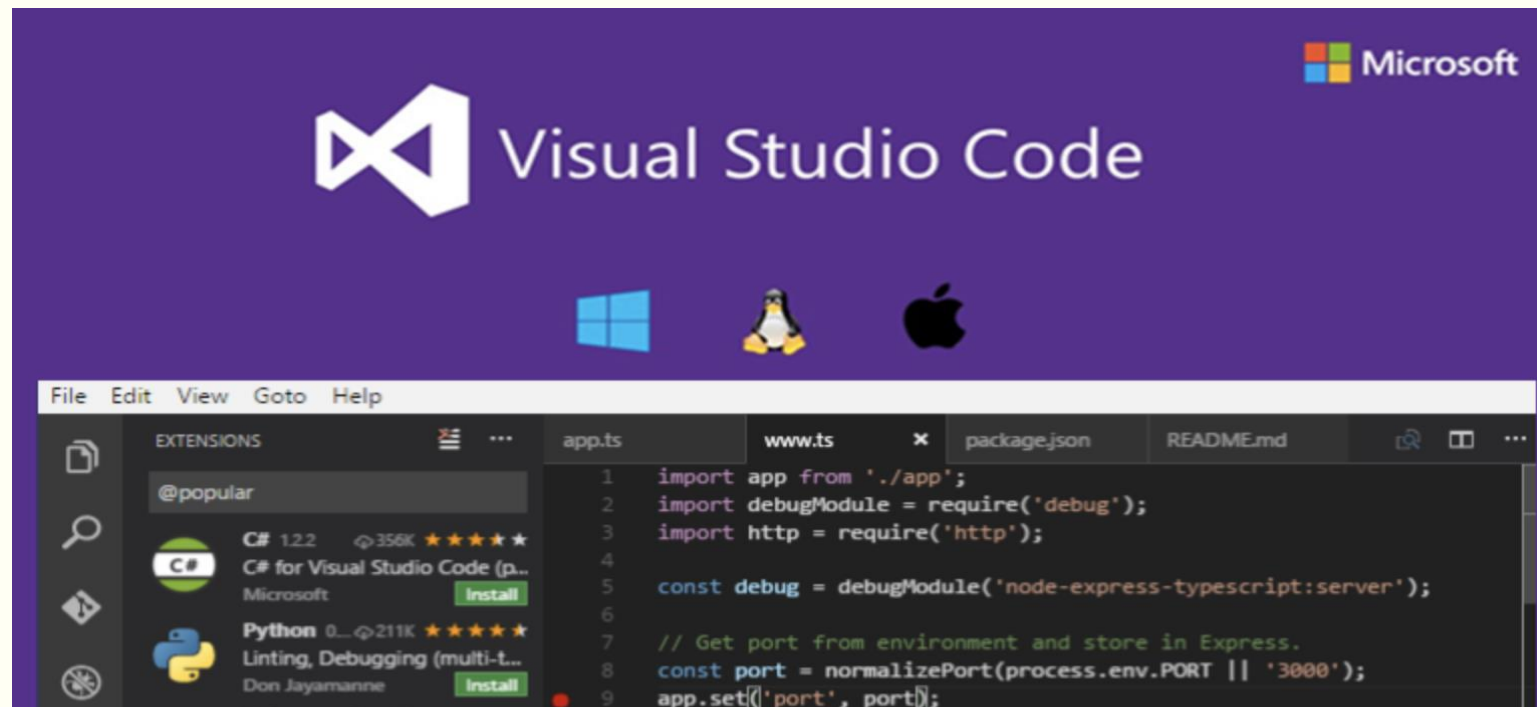 Microsoft
Visual Studio Code
File Edit View Goto Help
EXTENSIONS ...
@popular
C# 1.2.2 356K
C#
C# for Visual Studio Code (p...
Microsoft Install
Python 0... 211K
Linting, Debugging (multi-t...
Don Jayamanne Install
app.ts www.ts × package.json README.md ...
1 import app from './app';
2 import debugModule = require('debug');
3 import http = require('http');
4
5 const debug = debugModule('node-express-typescript:server');
6
7 // Get port from environment and store in Express.
8 const port = normalizePort(process.env.PORT || '3000');
9 app.set('port', port);